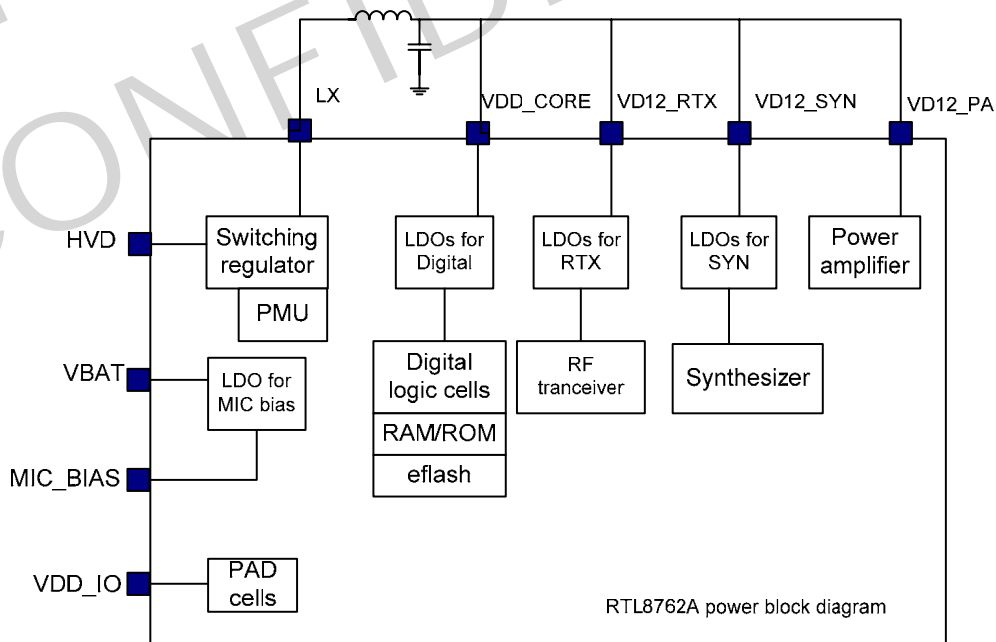 CONFIDE
LX
VDD_CORE
VD12_RTX
VD12_SYN
VD12_PA
HVD
Switching
regulator
PMU
LDOs for
Digital
LDOs for
RTX
LDOs for
SYN
Power
amplifier
VBAT
LDO for
MIC bias
Digital
logic cells
RAM/ROM
eflash
RF
tranceiver
Synthesizer
MIC_BIAS
VDD_IO
PAD
cells
RTL8762A power block diagram